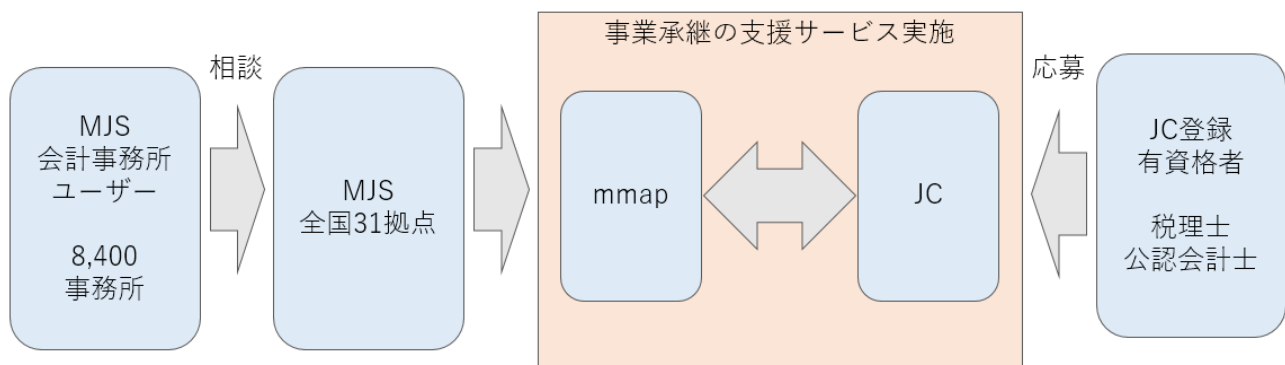 事業承継の支援サービス実施
相談
応募
MJS
会計事務所
ユーザー
8,400
事務所
MJS
全国31拠点
mmap
JC
JC登録
有資格者
税理士
公認会計士